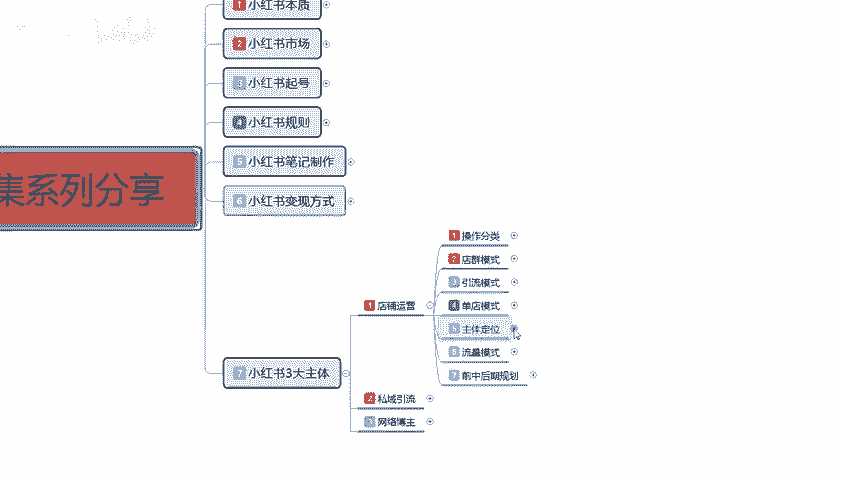 1 小红书本质
2 小红书市场
3 小红书起号
4 小红书规则
5 小红书笔记制作
6 小红书变现方式
集系列分享
7 小红书3大主体
1 店铺运营
1 操作分类
2 店群模式
3 引流模式
4 单店模式
5 主体定位
6 流量模式
7 前中后期规划
2 私域引流
3 网络博主